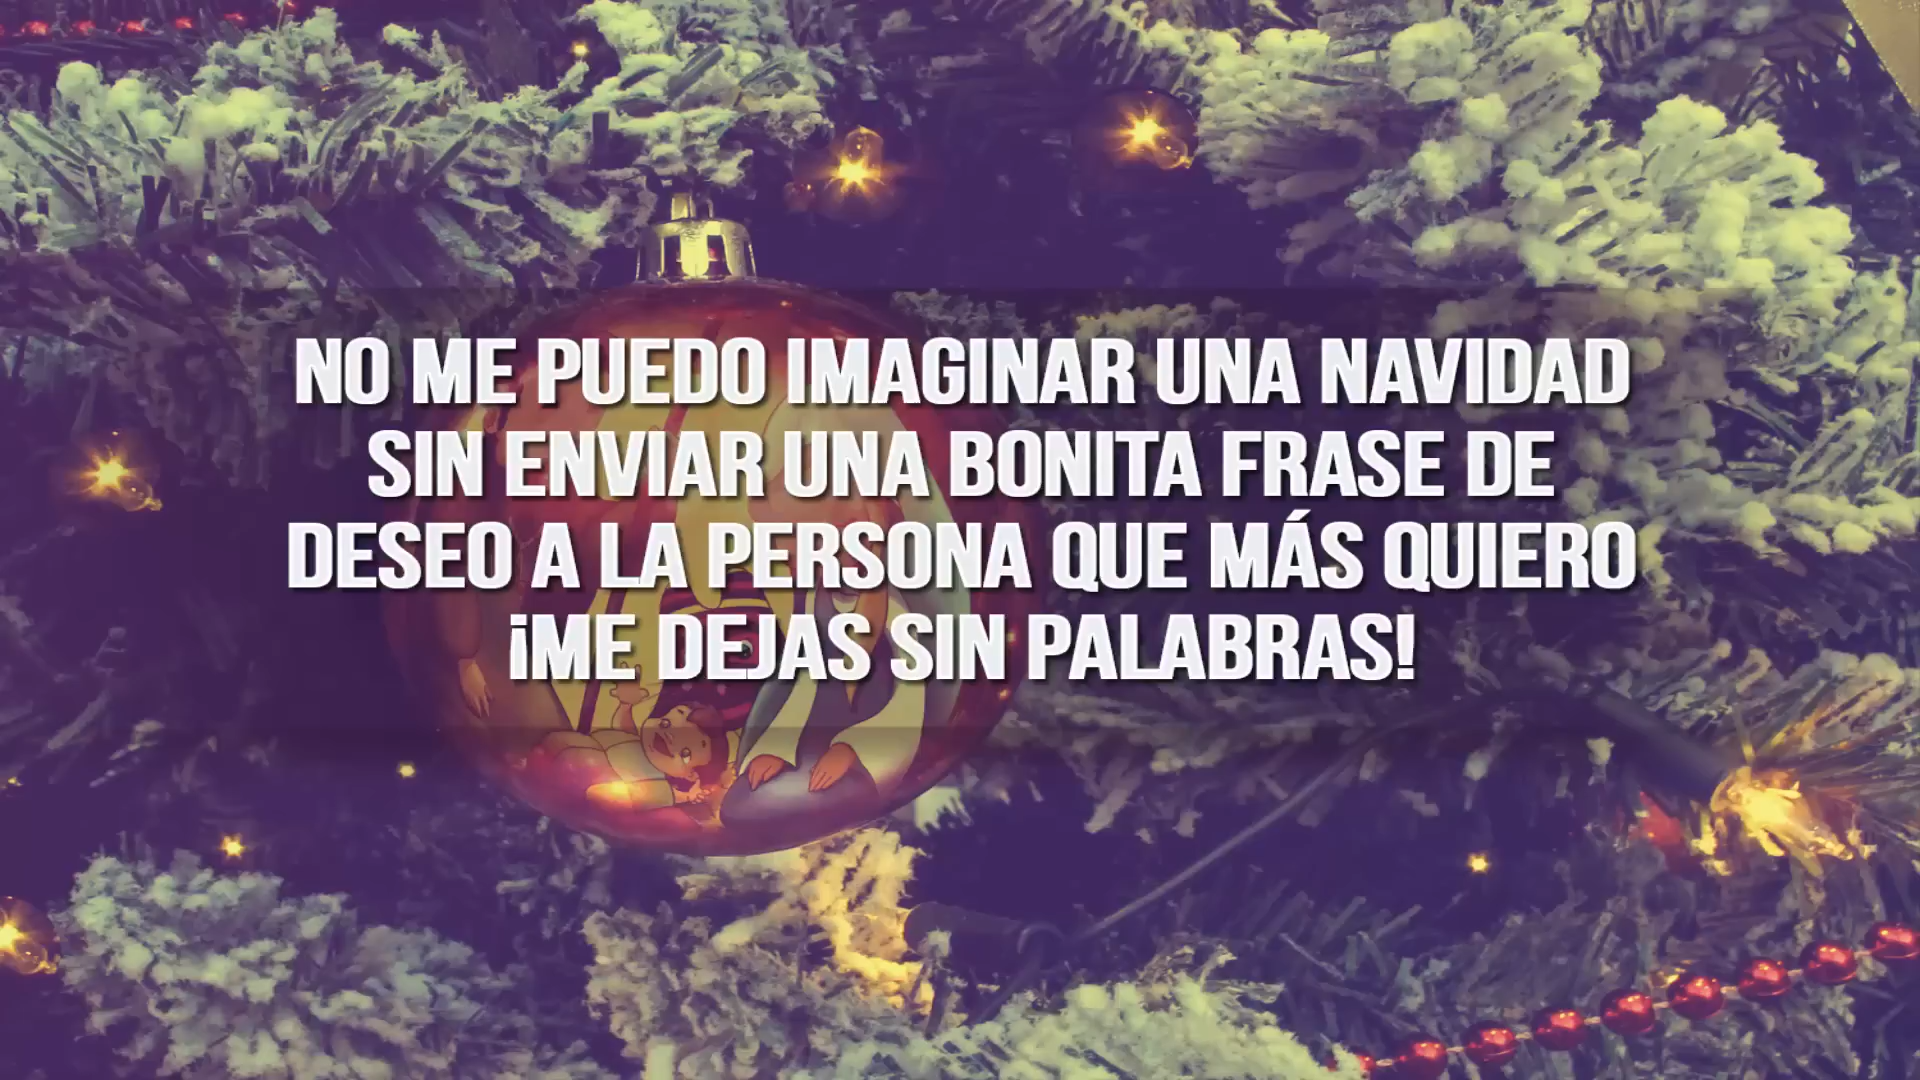 NO ME PUEDO IMAGINAR UNA NAVIDAD
SIN ENVIAR UNA BONITA FRASE DE
DESEO A LA PERSONA QUE MÁS QUIERO
¡ME DEJAS SIN PALABRAS!